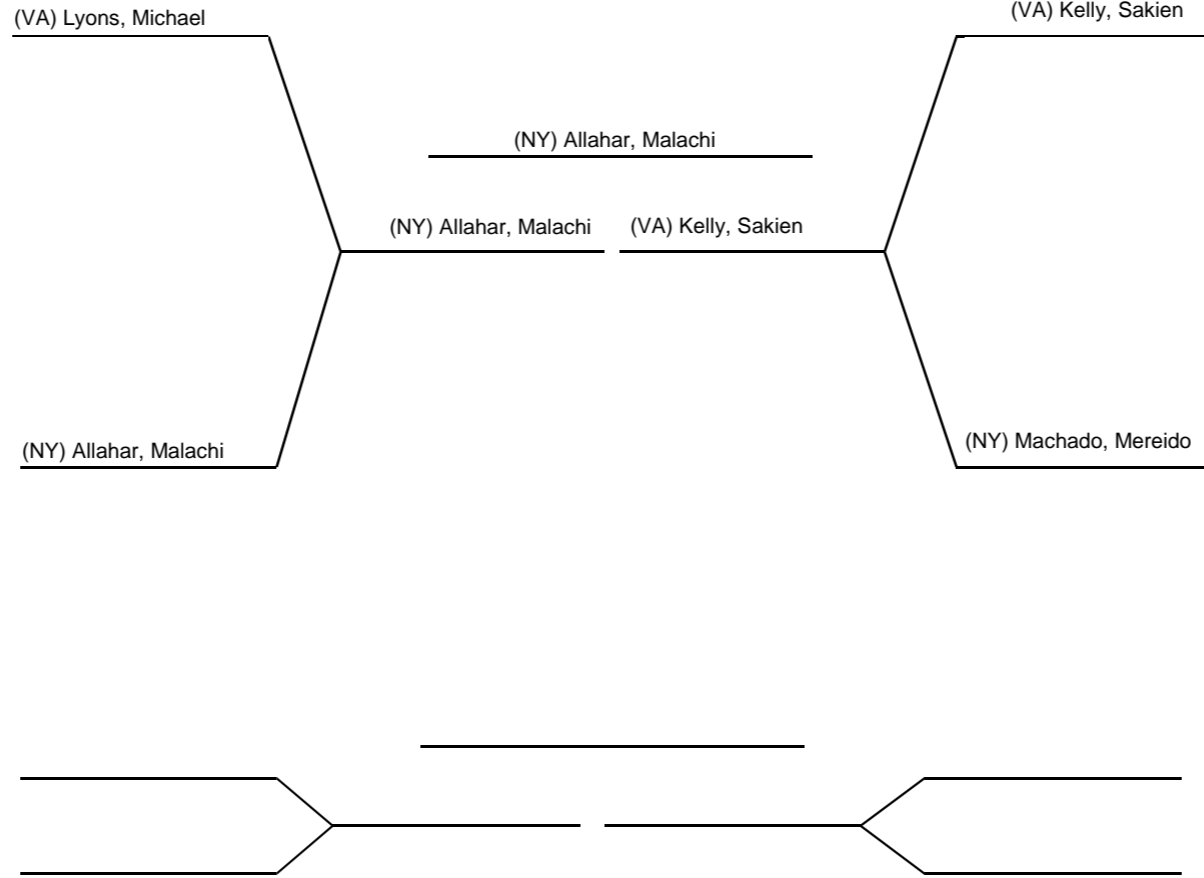 (VA) Lyons, Michael
(VA) Kelly, Sakien
(NY) Allahar, Malachi
(NY) Allahar, Malachi
(VA) Kelly, Sakien
(NY) Allahar, Malachi
(NY) Machado, Mereido